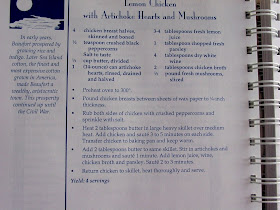 Lemon Chicken
with Artichoke Hearts and Mushrooms
In early years,
Beaufort prospered by
growing rice and
indigo. Later Sea Island
cotton, the finest and
most expensive cotton
grown in America,
made Beaufort a
wealthy, aristocratic
town. This prosperity
continued up until
the Civil War.
4 chicken breast halves,
skinned and boned
½ teaspoon crushed black
peppercorns
Salt to taste
¼ cup butter, divided
1 (14-ounce) can artichoke
hearts, rinsed, drained
and halved
3-4 tablespoons fresh lemon
juice
1 tablespoon chopped fresh
parsley
4 tablespoons dry white
wine
2 tablespoons chicken broth
½ pound fresh mushrooms,
sliced
• Preheat oven to 300°.
• Pound chicken breasts between sheets of wax paper to ¼-inch
thickness.
• Rub both sides of chicken with crushed peppercorns and
sprinkle with salt.
• Heat 2 tablespoons butter in large heavy skillet over medium
heat. Add chicken and sauté 3 to 5 minutes on each side.
Transfer chicken to baking pan and keep warm.
• Add 2 tablespoons butter to same skillet. Stir in artichokes and
mushrooms and sauté 1 minute. Add lemon juice, wine,
chicken broth and parsley. Sauté 2 to 3 minutes.
• Return chicken to skillet, heat thoroughly and serve.
Yield: 4 servings